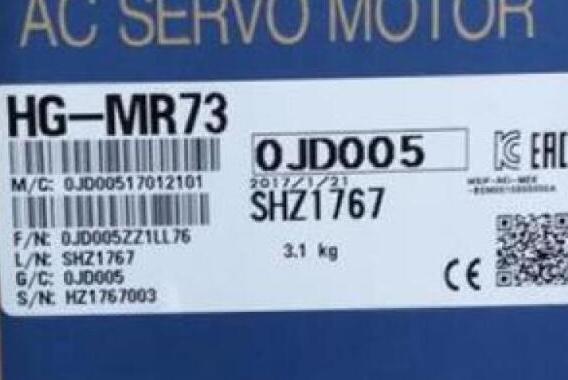 AC SERVO MOTOR
HG-MR73
0JD005
EAC
M/C: 0JD00517012101
2017/1/21
SHZ1767
F/N: 0JD005ZZ1LL76
L/N: SHZ1767
3.1 kg
G/C: 0JD005
S/N: HZ1767003
CE